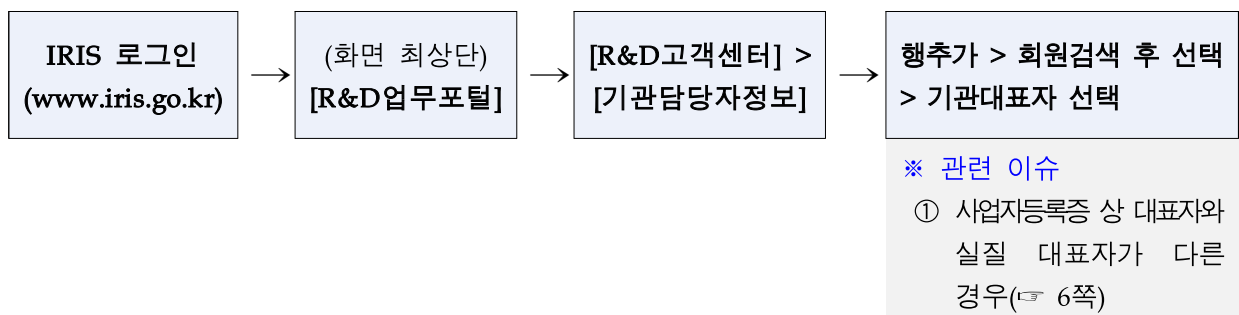 IRIS 로그인
(www.iris.go.kr)
→
(화면 최상단)
[R&D업무포털]
→
[R&D고객센터] >
[기관담당자정보]
→
행추가 > 회원검색 후 선택
> 기관대표자 선택
※ 관련 이슈
① 사업자등록증 상 대표자와
실질 대표자가 다른
경우(☞ 6쪽)